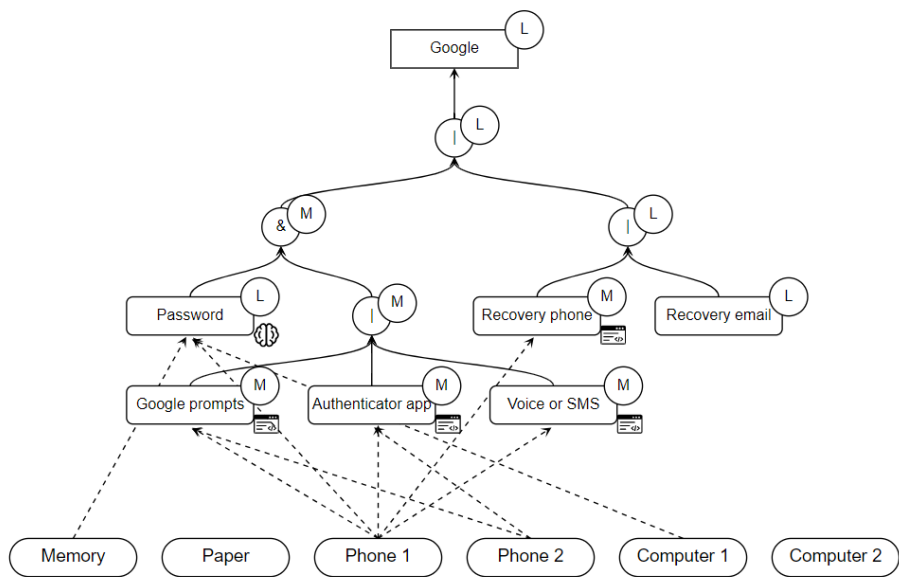 L
Google
L
|
M
&
L
|
L
Password
M
|
M
Recovery phone
L
Recovery email
M
Google prompts
M
Authenticator app
M
Voice or SMS
Memory
Paper
Phone 1
Phone 2
Computer 1
Computer 2